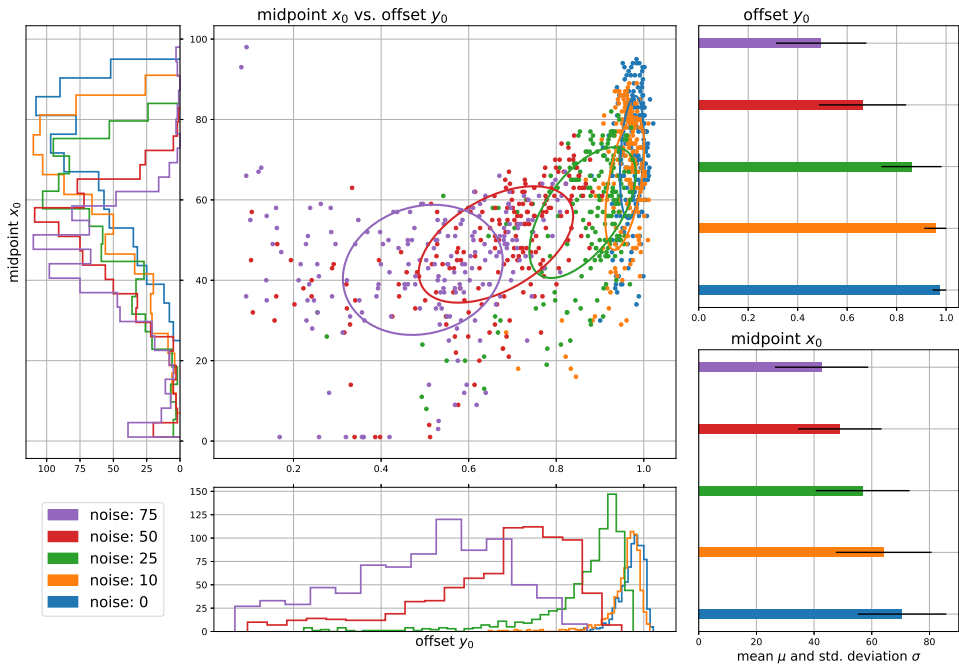 midpoint x₀ vs. offset y₀
offset y₀
100
80
60
40
20
0
midpoint x₀
100 75 50 25 0
0.2 0.4 0.6 0.8 1.0
0.0 0.2 0.4 0.6 0.8 1.0
midpoint x₀
150
125
100
75
50
25
0
offset y₀
noise: 75
noise: 50
noise: 25
noise: 10
noise: 0
0 20 40 60 80
mean μ and std. deviation σ